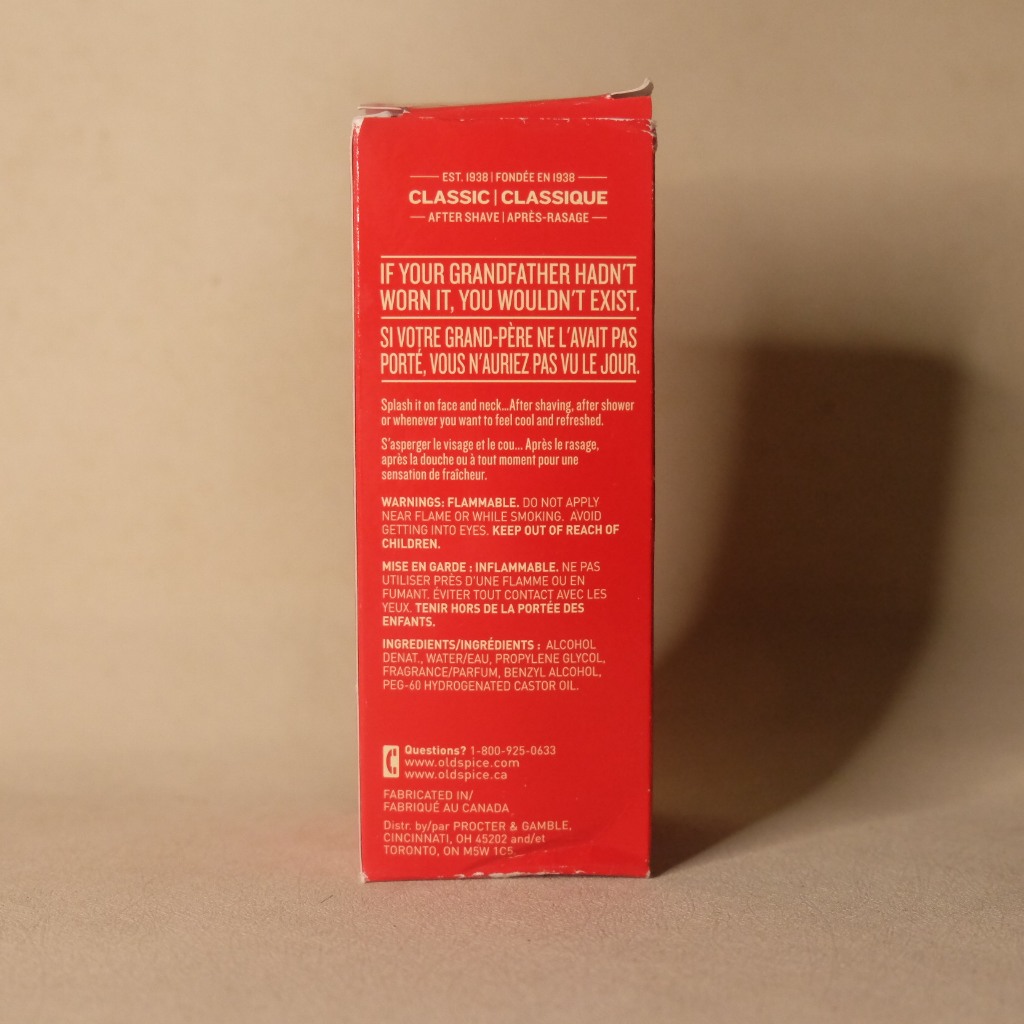 EST. 1938 | FONDÉE EN 1938
CLASSIC | CLASSIQUE
AFTER SHAVE | APRÈS-RASAGE
IF YOUR GRANDFATHER HADN'T
WORN IT, YOU WOULDN'T EXIST.
SI VOTRE GRAND-PÈRE NE L'AVAIT PAS
PORTÉ, VOUS N'AURIEZ PAS VU LE JOUR.
Splash it on face and neck...After shaving, after shower
or whenever you want to feel cool and refreshed.
S'asperger le visage et le cou... Après le rasage,
après la douche ou à tout moment pour une
sensation de fraîcheur.
WARNINGS: FLAMMABLE. DO NOT APPLY
NEAR FLAME OR WHILE SMOKING. AVOID
GETTING INTO EYES. KEEP OUT OF REACH OF
CHILDREN.
MISE EN GARDE : INFLAMMABLE. NE PAS
UTILISER PRÈS D'UNE FLAMME OU EN
FUMANT. ÉVITER TOUT CONTACT AVEC LES
YEUX. TENIR HORS DE LA PORTÉE DES
ENFANTS.
INGREDIENTS/INGRÉDIENTS : ALCOHOL
DENAT., WATER/EAU, PROPYLENE GLYCOL,
FRAGRANCE/PARFUM, BENZYL ALCOHOL,
PEG-60 HYDROGENATED CASTOR OIL.
Questions? 1-800-925-0633
www.oldspice.com
www.oldspice.ca
FABRICATED IN/
FABRIQUÉ AU CANADA
Distr. by/par PROCTER & GAMBLE,
CINCINNATI, OH 45202 and/et
TORONTO, ON M5W 1C5.